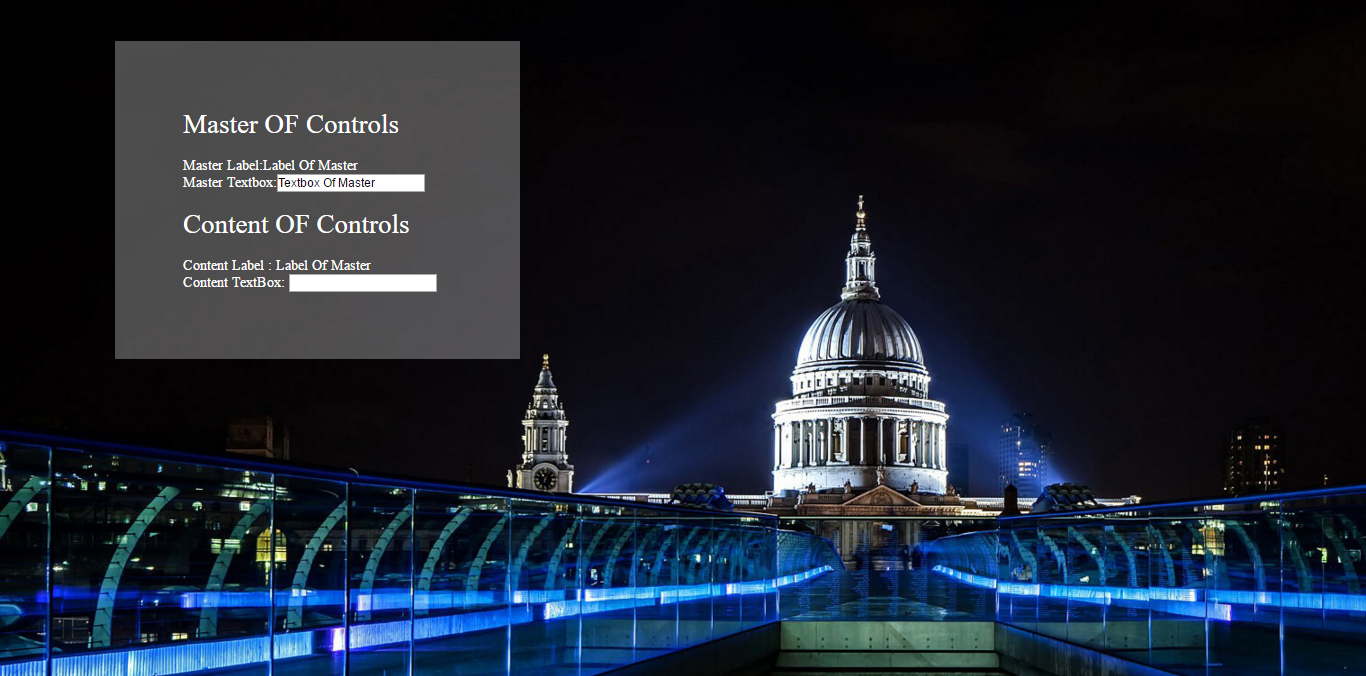 Master OF Controls
Master Label:Label Of Master
Master Textbox:Textbox Of Master
Content OF Controls
Content Label : Label Of Master
Content TextBox: